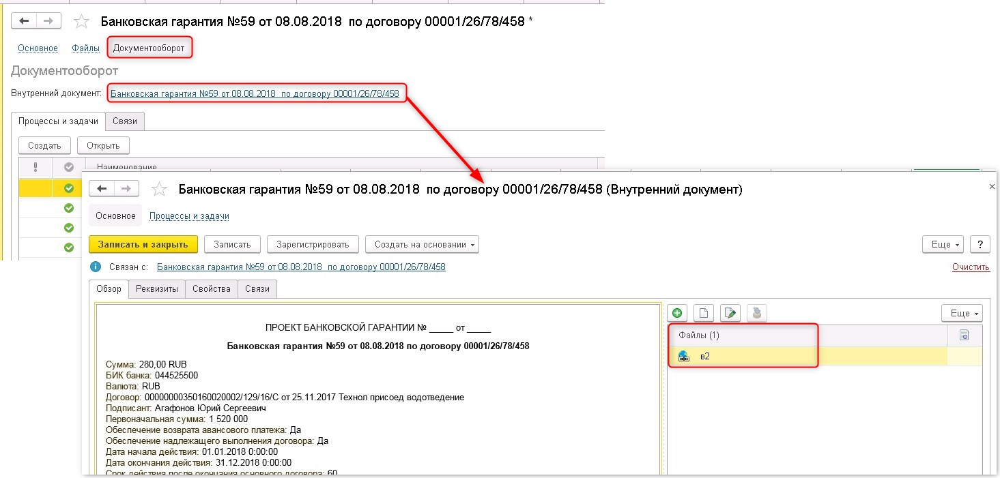 Банковская гарантия №59 от 08.08.2018 по договору 00001/26/78/458 *
Основное Файлы Документооборот
Документооборот
Внутренний документ: Банковская гарантия №59 от 08.08.2018 по договору 00001/26/78/458
Процессы и задачи Связи
Создать Открыть
Наименование
Банковская гарантия №59 от 08.08.2018 по договору 00001/26/78/458 (Внутренний документ)
Основное Процессы и задачи
Записать и закрыть Записать Зарегистрировать Создать на основании Еще ?
Связан с: Банковская гарантия №59 от 08.08.2018 по договору 00001/26/78/458 Очистить
Обзор Реквизиты Свойства Связи
Еще
ПРОЕКТ БАНКОВСКОЙ ГАРАНТИИ № _____ от _____
Файлы (1)
Банковская гарантия №59 от 08.08.2018 по договору 00001/26/78/458
в2
Сумма: 280,00 RUB
БИК банка: 044525500
Валюта: RUB
Договор: 00000000350160020002/129/16/С от 25.11.2017 Технол присоед водотведение
Подписант: Агафонов Юрий Сергеевич
Первоначальная сумма: 1 520 000
Обеспечение возврата авансового платежа: Да
Обеспечение надлежащего выполнения договора: Да
Дата начала действия: 01.01.2018 0:00:00
Дата окончания действия: 31.12.2018 0:00:00
Срок действия после окончания основного договора: 60